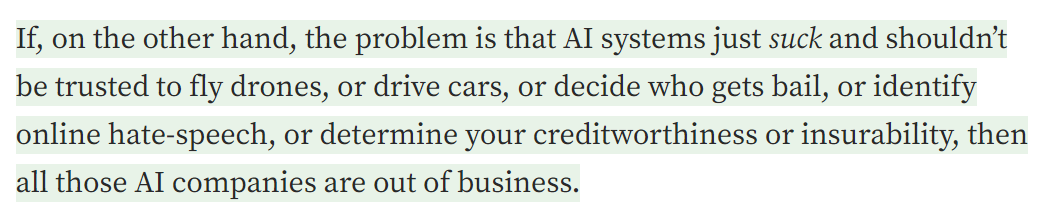 If, on the other hand, the problem is that AI systems just suck and shouldn’t
be trusted to fly drones, or drive cars, or decide who gets bail, or identify
online hate-speech, or determine your creditworthiness or insurability, then
all those AI companies are out of business.